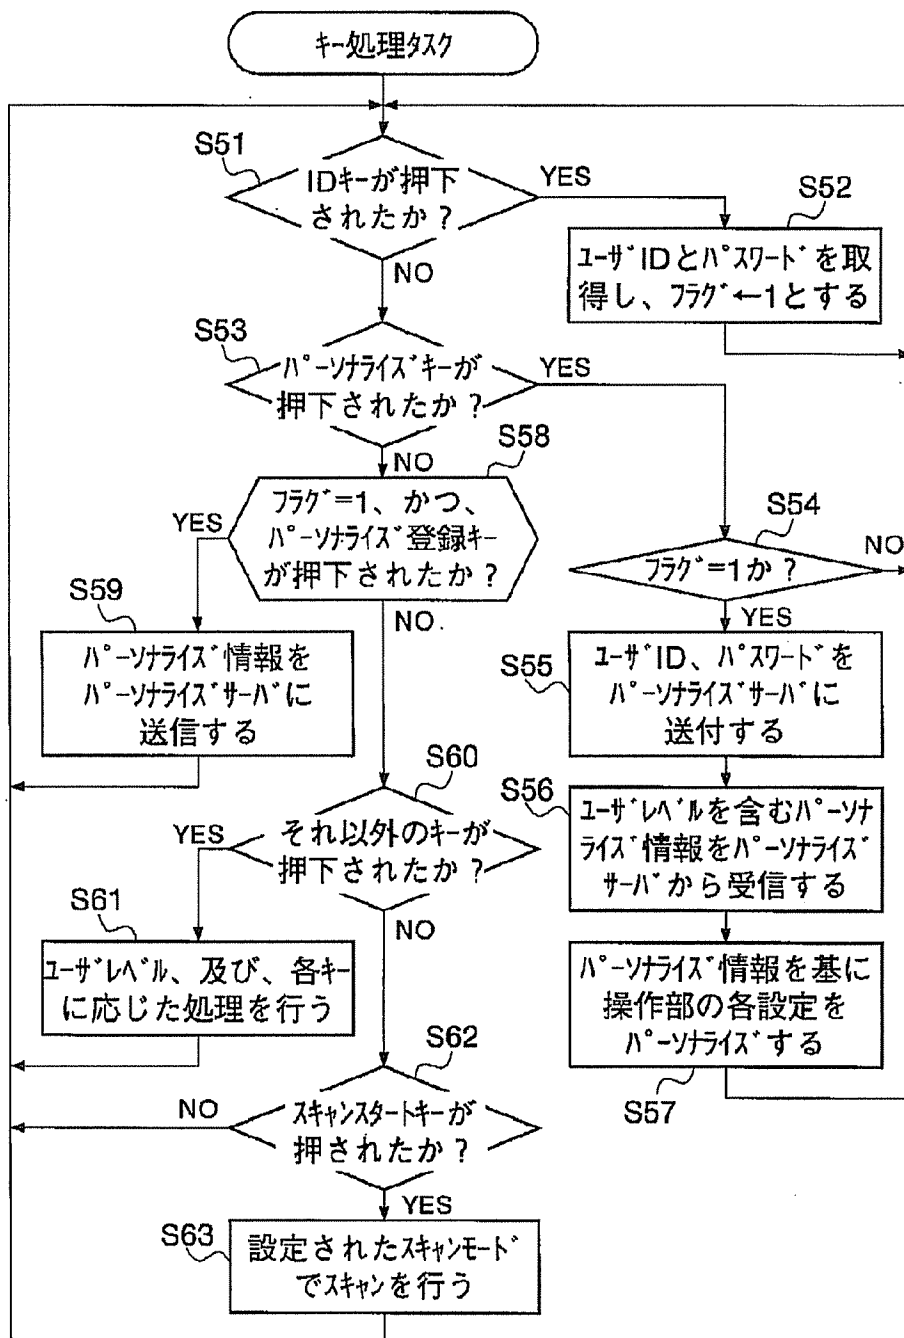 キー処理タスク
S51
IDキーが押下
されたか？
YES
NO
S52
ユーザIDとパスワードを取
得し、フラグ←1とする
S53
パーソナライズキーが
押下されたか？
YES
NO
S58
フラグ=1、かつ、
パーソナライズ登録キー
が押下されたか？
YES
NO
S54
フラグ=1か？
NO
YES
S59
パーソナライズ情報を
パーソナライズサーバに
送信する
S55
ユーザID、パスワードを
パーソナライズサーバに
送付する
S60
それ以外のキーが
押下されたか？
YES
NO
S56
ユーザレベルを含むパーソナ
ライズ情報をパーソナライズ
サーバから受信する
S61
ユーザレベル、及び、各キー
に応じた処理を行う
パーソナライズ情報を基に
操作部の各設定を
パーソナライズする
S57
S62
スキャンスタートキーが
押されたか？
NO
YES
S63
設定されたスキャンモード
でスキャンを行う